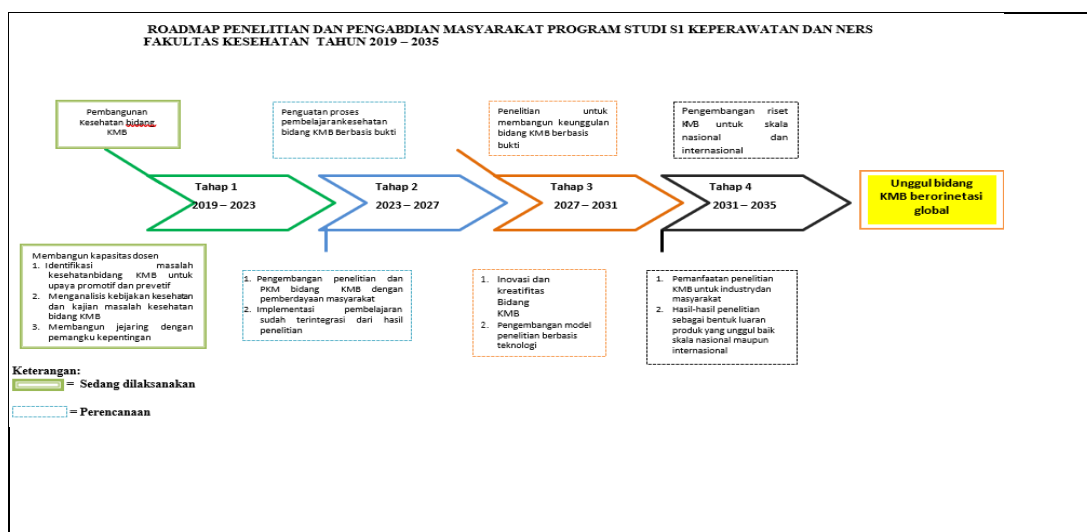 ROADMAP PENELITIAN DAN PENGABDIAN MASYARAKAT PROGRAM STUDI S1 KEPERAWATAN DAN NERS
FAKULTAS KESEHATAN TAHUN 2019 – 2035
Pembangunan
Kesehatan bidang
KMB
Penguatan proses
pembelajarankesehatan
bidang KMB Berbasis bukti
Penelitian untuk
membangun keunggulan
bidang KMB berbasis
bukti
Pengembangan riset
KMB untuk skala
nasional dan
internasional
Tahap 1
2019 – 2023
Tahap 2
2023 – 2027
Tahap 3
2027 – 2031
Tahap 4
2031 – 2035
Unggul bidang
KMB berorinetasi
global
Membangun kapasitas dosen
1. Identifikasi masalah
kesehatanbidang KMB untuk
upaya promotif dan prevetif
2. Menganalisis kebijakan kesehatan
dan kajian masalah kesehatan
bidang KMB
3. Membangun jejaring dengan
pemangku kepentingan
1. Pengembangan penelitian dan
PKM bidang KMB dengan
pemberdayaan masyarakat
2. Implementasi pembelajaran
sudah terintegrasi dari hasil
penelitian
1. Inovasi dan
kreatifitas
Bidang
KMB
2. Pengembangan model
penelitian berbasis
teknologi
1. Pemanfaatan penelitian
KMB untuk industrydan
masyarakat
2. Hasil-hasil penelitian
sebagai bentuk luaran
produk yang unggul baik
skala nasional maupun
internasional
Keterangan:
= Sedang dilaksanakan
= Perencanaan